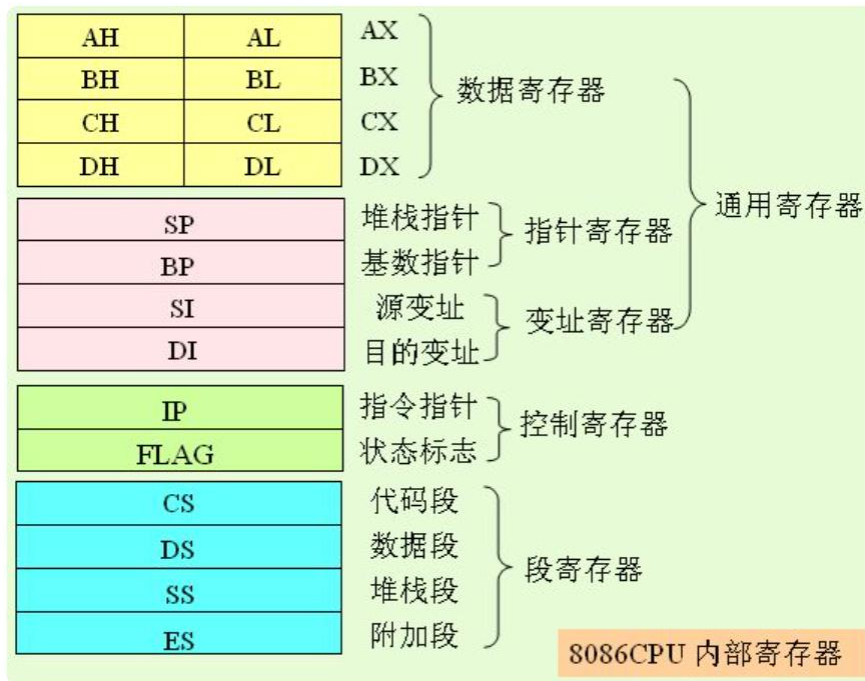 AH AL AX
BH BL BX
CH CL CX
DH DL DX
数据寄存器
SP 堆栈指针
BP 基数指针
指针寄存器
SI 源变址
DI 目的变址
变址寄存器
通用寄存器
IP 指令指针
FLAG 状态标志
控制寄存器
CS 代码段
DS 数据段
SS 堆栈段
ES 附加段
段寄存器
8086CPU 内部寄存器